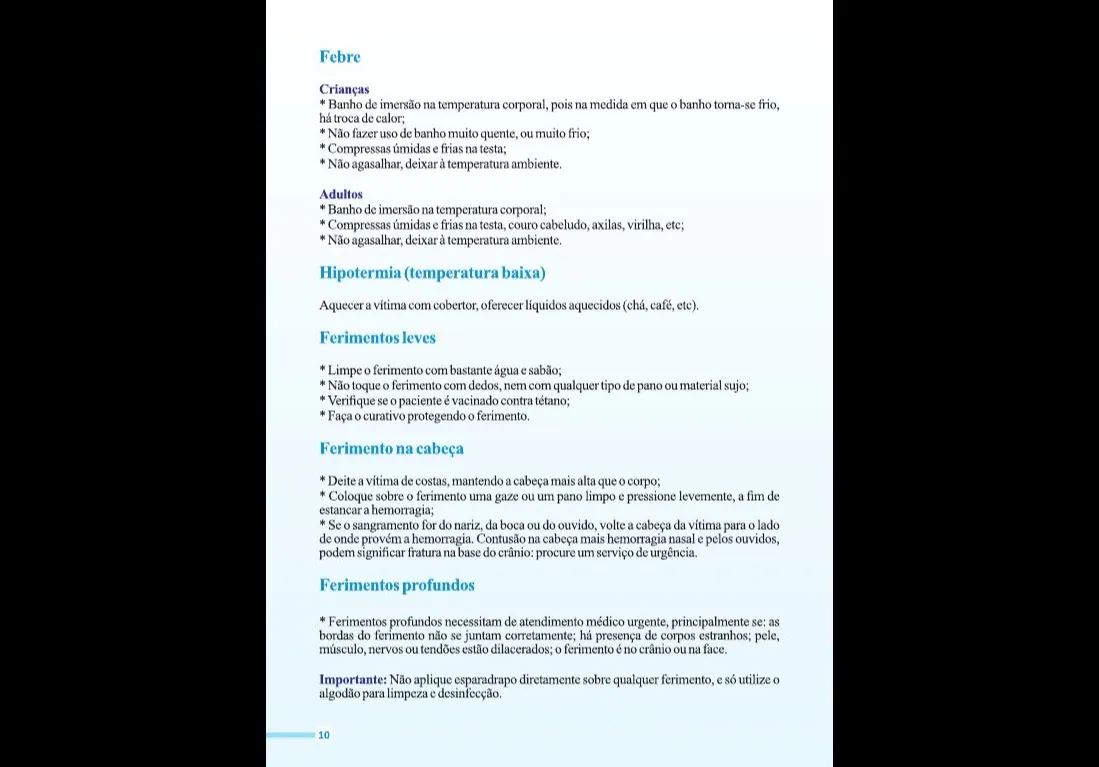 Febre
Crianças
* Banho de imersão na temperatura corporal, pois na medida em que o banho torna-se frio,
há troca de calor;
* Não fazer uso de banho muito quente, ou muito frio;
* Compressas úmidas e frias na testa;
* Não agasalhar, deixar à temperatura ambiente.
Adultos
* Banho de imersão na temperatura corporal;
* Compressas úmidas e frias na testa, couro cabeludo, axilas, virilha, etc;
* Não agasalhar, deixar à temperatura ambiente.
Hipotermia (temperatura baixa)
Aquecer a vítima com cobertor, oferecer líquidos aquecidos (chá, café, etc).
Ferimentos leves
* Limpe o ferimento com bastante água e sabão;
* Não toque o ferimento com dedos, nem com qualquer tipo de pano ou material sujo;
* Verifique se o paciente é vacinado contra tétano;
* Faça o curativo protegendo o ferimento.
Ferimento na cabeça
* Deite a vítima de costas, mantendo a cabeça mais alta que o corpo;
* Coloque sobre o ferimento uma gaze ou um pano limpo e pressione levemente, a fim de
estancar a hemorragia;
* Se o sangramento for do nariz, da boca ou do ouvido, volte a cabeça da vítima para o lado
de onde provém a hemorragia. Contusão na cabeça mais hemorragia nasal e pelos ouvidos,
podem significar fratura na base do crânio: procure um serviço de urgência.
Ferimentos profundos
* Ferimentos profundos necessitam de atendimento médico urgente, principalmente se: as
bordas do ferimento não se juntam corretamente; há presença de corpos estranhos; pele,
músculo, nervos ou tendões estão dilacerados; o ferimento é no crânio ou na face.
Importante: Não aplique esparadrapo diretamente sobre qualquer ferimento, e só utilize o
algodão para limpeza e desinfecção.
10